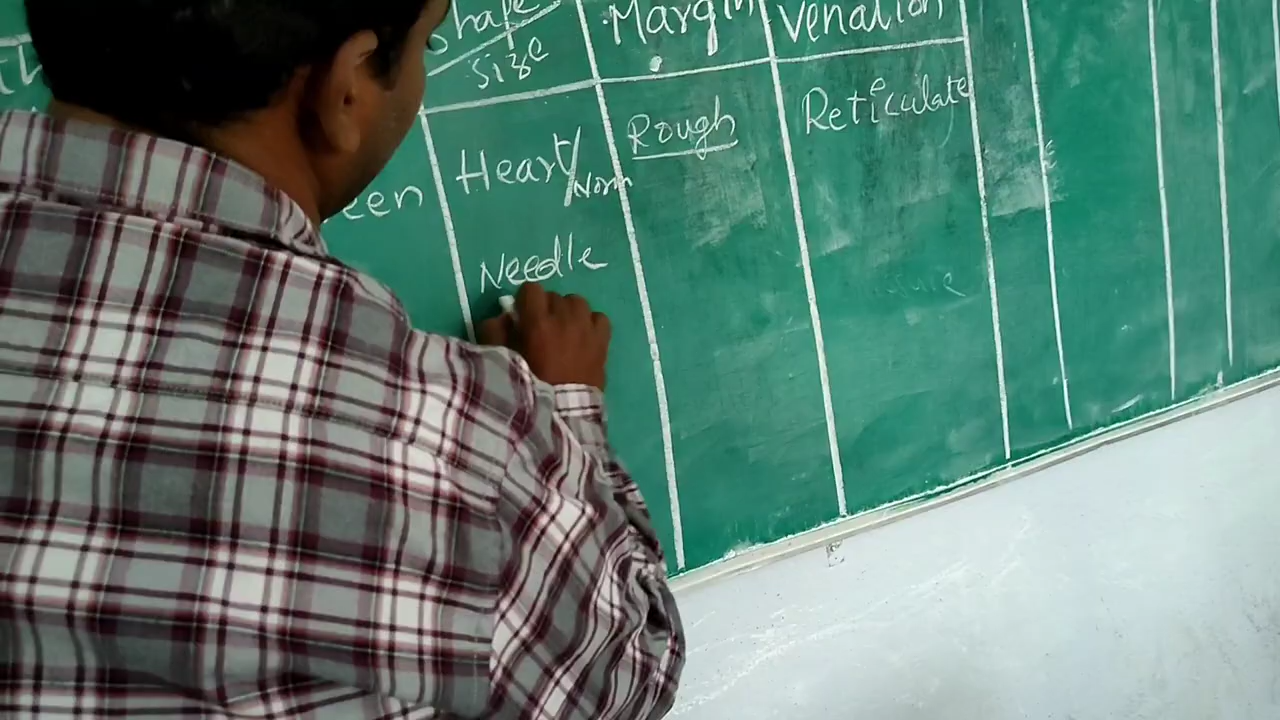 Shape Margin Venation
Size
Heart/Norm Rough Reticulate
een
Needle